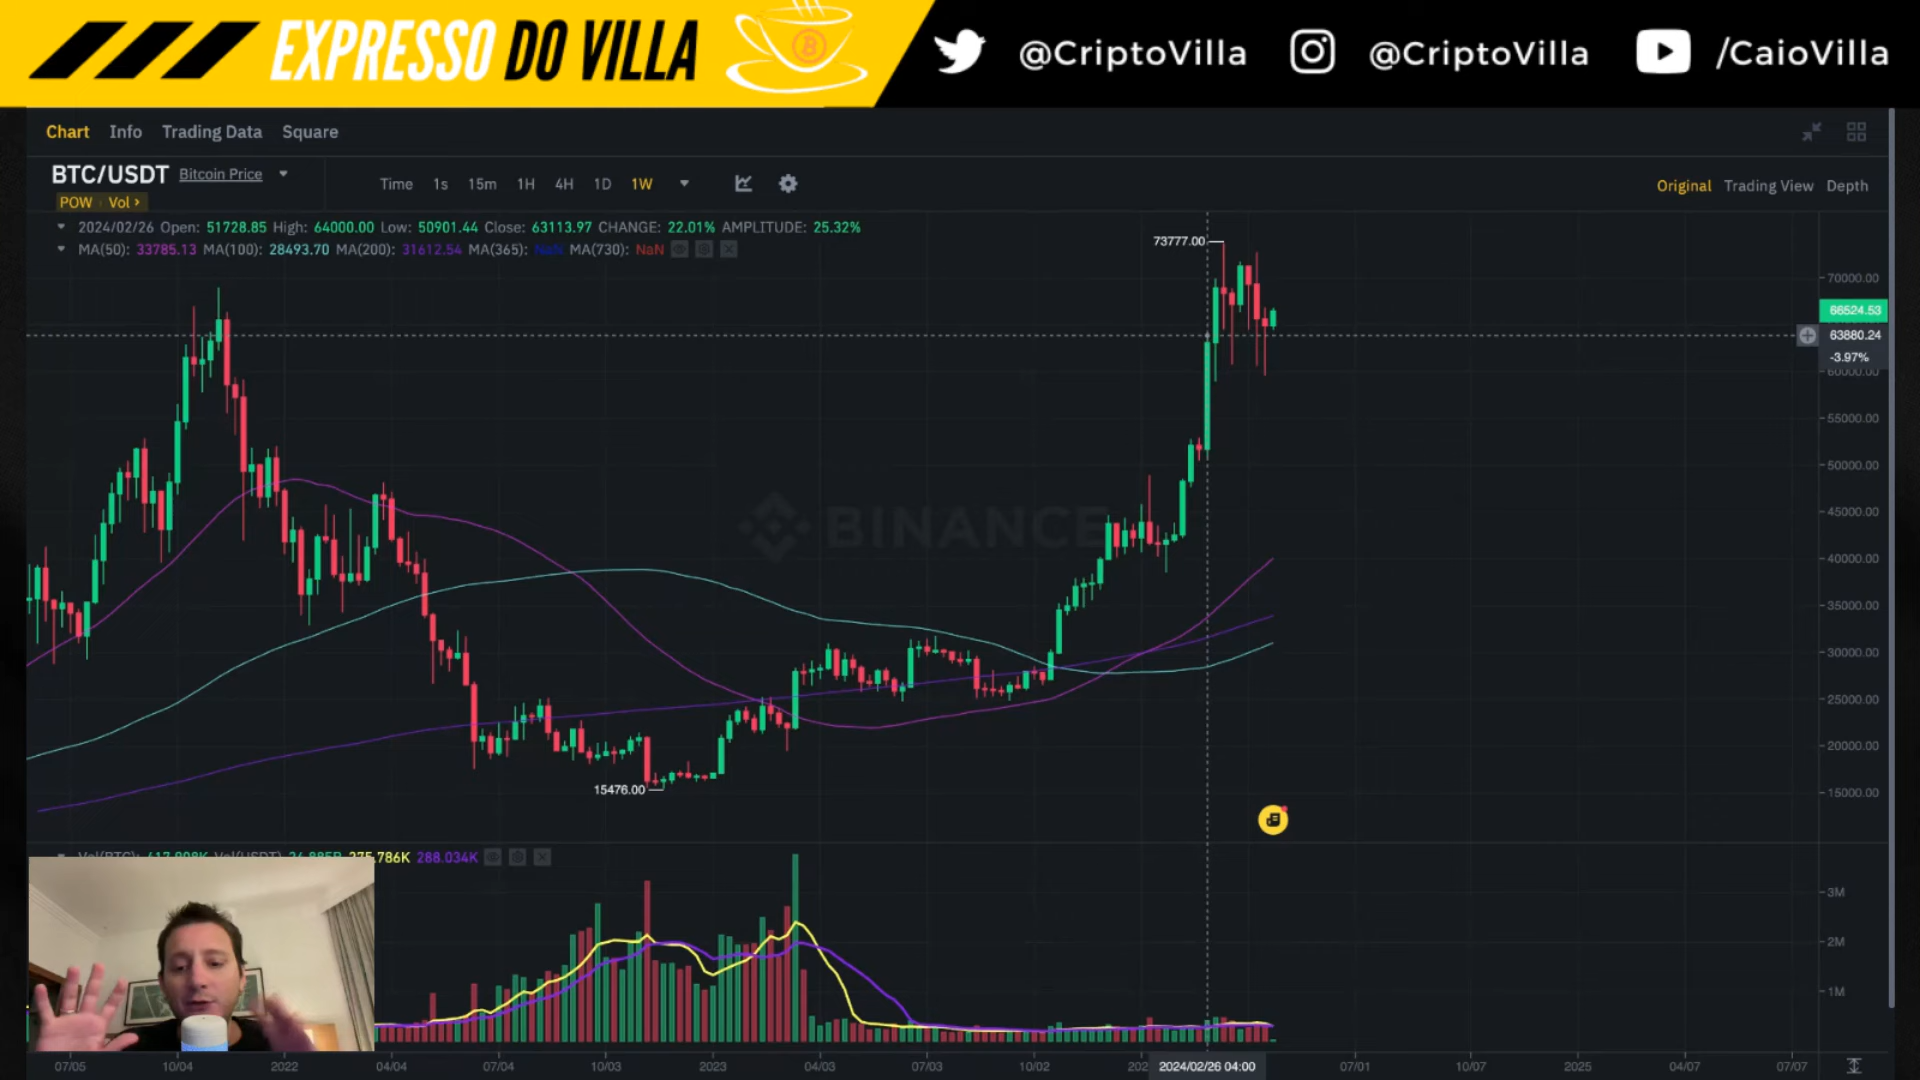 EXPRESSO DO VILLA @CriptoVilla @CriptoVilla /CaioVilla
Chart Info Trading Data Square
BTC/USDT Bitcoin Price Time 1s 15m 1H 4H 1D 1W Original Trading View Depth
POW Vol ›
2024/02/26 Open: 51728.85 High: 64000.00 Low: 50901.44 Close: 63113.97 CHANGE: 22.01% AMPLITUDE: 25.32%
MA(50): 33785.13 MA(100): 28493.70 MA(200): 31612.54 MA(365): NaN MA(730): NaN
73777.00
70000.00
66524.53
63880.24
-3.97%
60000.00
55000.00
50000.00
BINANCE
45000.00
40000.00
35000.00
30000.00
25000.00
20000.00
15476.00
15000.00
288.034K
3M
2M
1M
07/05 10/04 2022 04/04 07/04 10/03 2023 04/03 07/03 10/02 202 2024/02/26 04:00 07/01 10/07 2025 04/07 07/07